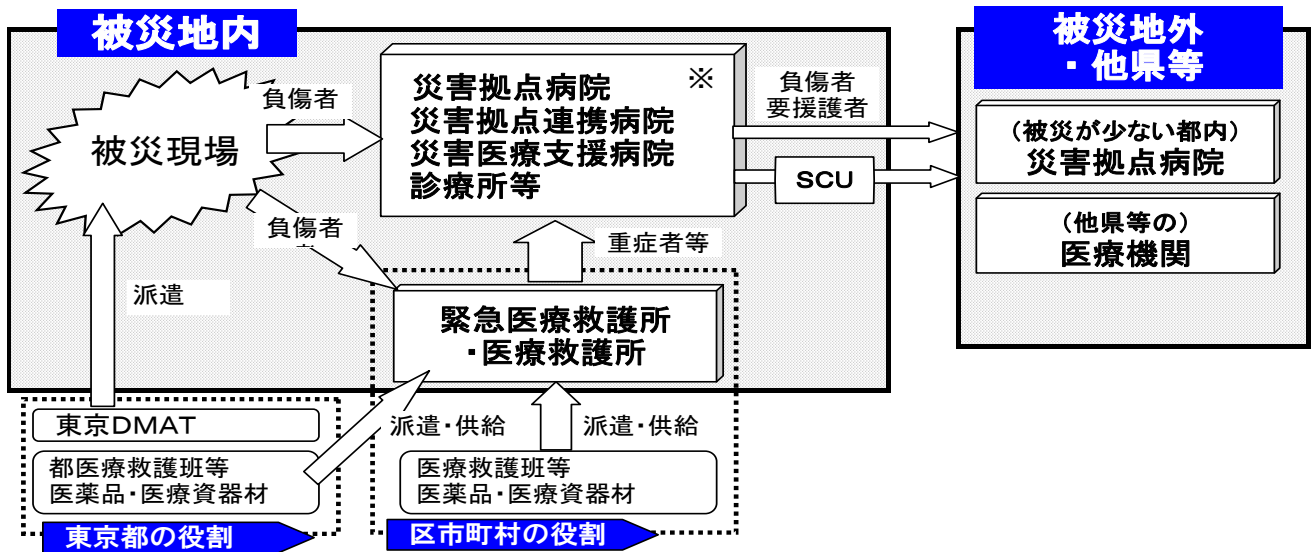 被災地内
被災現場
負傷者
負傷者
災害拠点病院
※
災害拠点連携病院
災害医療支援病院
診療所等
負傷者
要援護者
SCU
重症者等
緊急医療救護所
・医療救護所
派遣
東京DMAT
都医療救護班等
医薬品・医療資器材
東京都の役割
派遣・供給
派遣・供給
医療救護班等
医薬品・医療資器材
区市町村の役割
被災地外
・他県等
(被災が少ない都内)
災害拠点病院
(他県等の)
医療機関